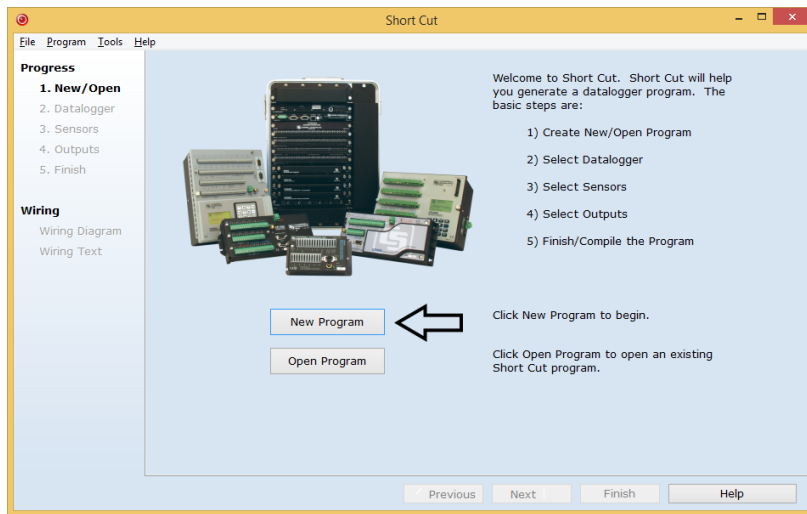 Short Cut
File Program Tools Help
Progress
1. New/Open
2. Datalogger
3. Sensors
4. Outputs
5. Finish
Wiring
Wiring Diagram
Wiring Text
Welcome to Short Cut. Short Cut will help
you generate a datalogger program. The
basic steps are:
1) Create New/Open Program
2) Select Datalogger
3) Select Sensors
4) Select Outputs
5) Finish/Compile the Program
New Program
Click New Program to begin.
Open Program
Click Open Program to open an existing
Short Cut program.
Previous Next Finish Help